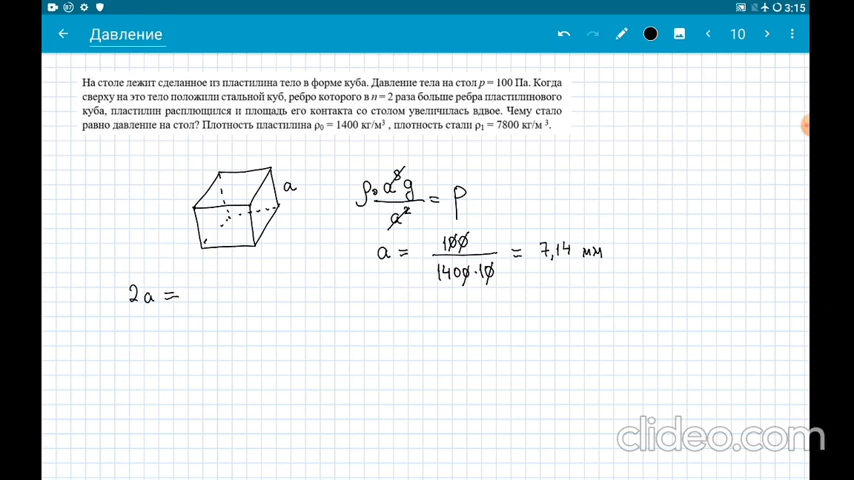 87
3:15
Давление
10
На столе лежит сделанное из пластилина тело в форме куба. Давление тела на стол p = 100 Па. Когда
сверху на это тело положили стальной куб, ребро которого в n = 2 раза больше ребра пластилинового
куба, пластилин расплющился и площадь его контакта со столом увеличилась вдвое. Чему стало
равно давление на стол? Плотность пластилина ρ₀ = 1400 кг/м³ , плотность стали ρ₁ = 7800 кг/м ³.
a
ρ₀ a³ g / a² = P
a = 100 / 1400·10 = 7,14 мм
2a =
clideo.com